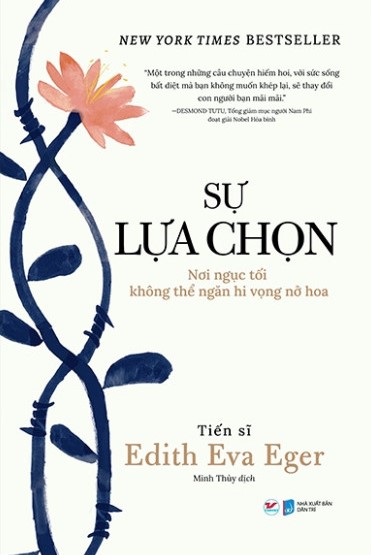 NEW YORK TIMES BESTSELLER
"Một trong những câu chuyện hiếm hoi, với sức sống
bất diệt mà bạn không muốn khép lại, sẽ thay đổi
con người bạn mãi mãi."
—DESMOND TUTU, Tổng giám mục người Nam Phi
đoạt giải Nobel Hòa bình
SỰ
LỰA CHỌN
Nơi ngục tối
không thể ngăn hi vọng nở hoa
Tiến sĩ
Edith Eva Eger
Minh Thùy dịch
NHÀ XUẤT BẢN
DÂN TRÍ